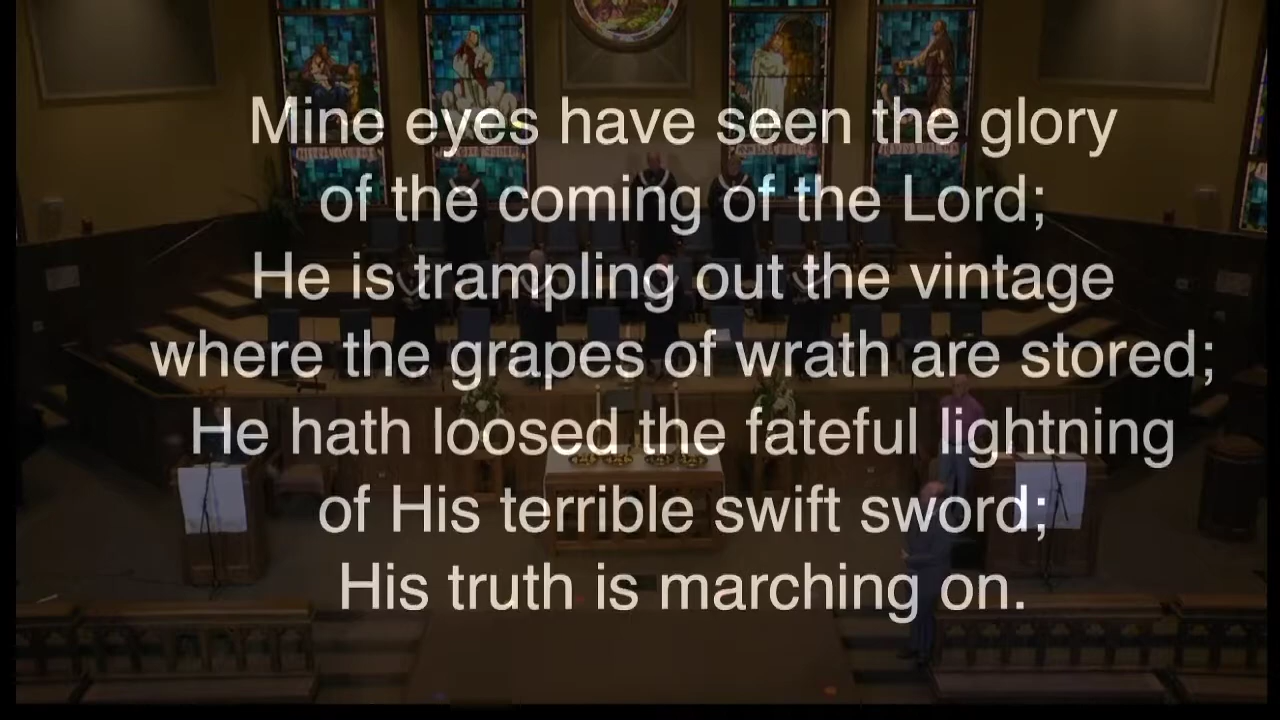 Mine eyes have seen the glory
of the coming of the Lord;
He is trampling out the vintage
where the grapes of wrath are stored;
He hath loosed the fateful lightning
of His terrible swift sword;
His truth is marching on.